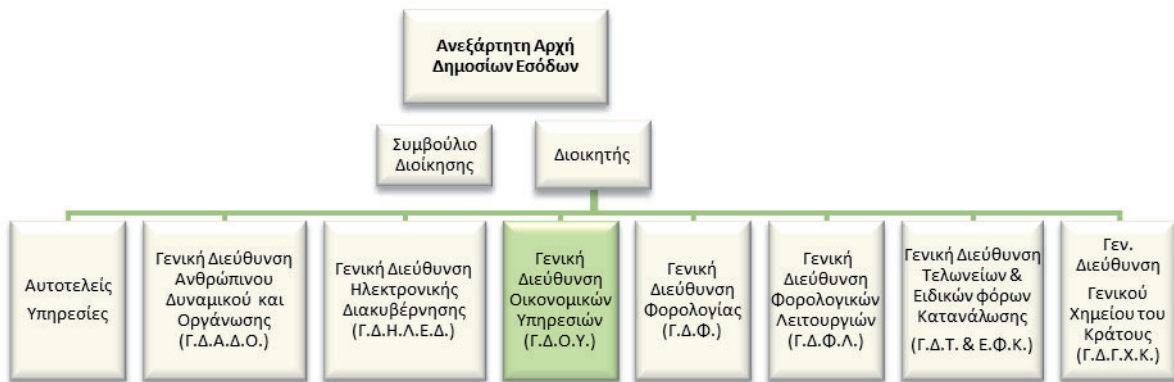 Ανεξάρτητη Αρχή
Δημοσίων Εσόδων
Συμβούλιο
Διοίκησης
Διοικητής
Αυτοτελείς
Υπηρεσίες
Γενική Διεύθυνση
Ανθρώπινου
Δυναμικού και
Οργάνωσης
(Γ.Δ.Α.Δ.Ο.)
Γενική Διεύθυνση
Ηλεκτρονικής
Διακυβέρνησης
(Γ.Δ.Η.Λ.Ε.Δ.)
Γενική
Διεύθυνση
Οικονομικών
Υπηρεσιών
(Γ.Δ.Ο.Υ.)
Γενική
Διεύθυνση
Φορολογίας
(Γ.Δ.Φ.)
Γενική
Διεύθυνση
Φορολογικών
Λειτουργιών
(Γ.Δ.Φ.Λ.)
Γενική Διεύθυνση
Τελωνείων &
Ειδικών φόρων
Κατανάλωσης
(Γ.Δ.Τ. & Ε.Φ.Κ.)
Γεν.
Διεύθυνση
Γενικού
Χημείου του
Κράτους
(Γ.Δ.Γ.Χ.Κ.)